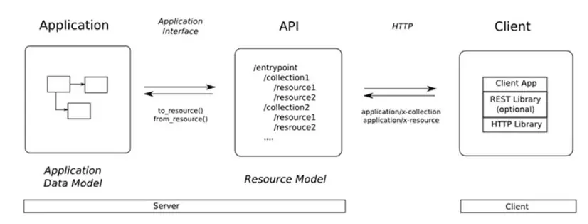 Application
Application
Interface
API
HTTP
Client
to_resource()
from_resource()
/entrypoint
/collection1
/resource1
/resource2
/collection2
/resource1
/resrouce2
....
application/x-collection
application/x-resource
Client App
REST Library
(optional)
HTTP Library
Application
Data Model
Resource Model
Server
Client